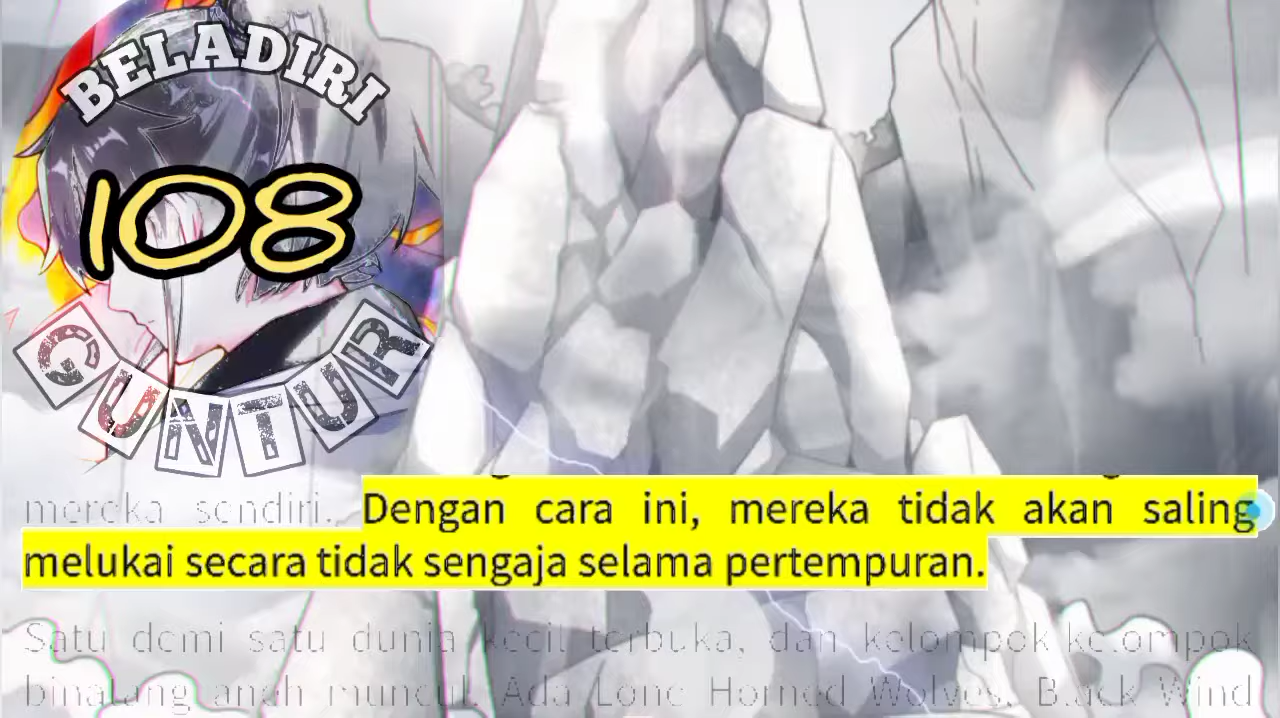 BELADIRI
108
GUNTUR
mereka sendiri. Dengan cara ini, mereka tidak akan saling
melukai secara tidak sengaja selama pertempuran.
Satu demi satu dunia kecil terbuka, dan kelompok-kelompok
binatang aneh muncul. Ada Lone Horned Wolves, Black Wind